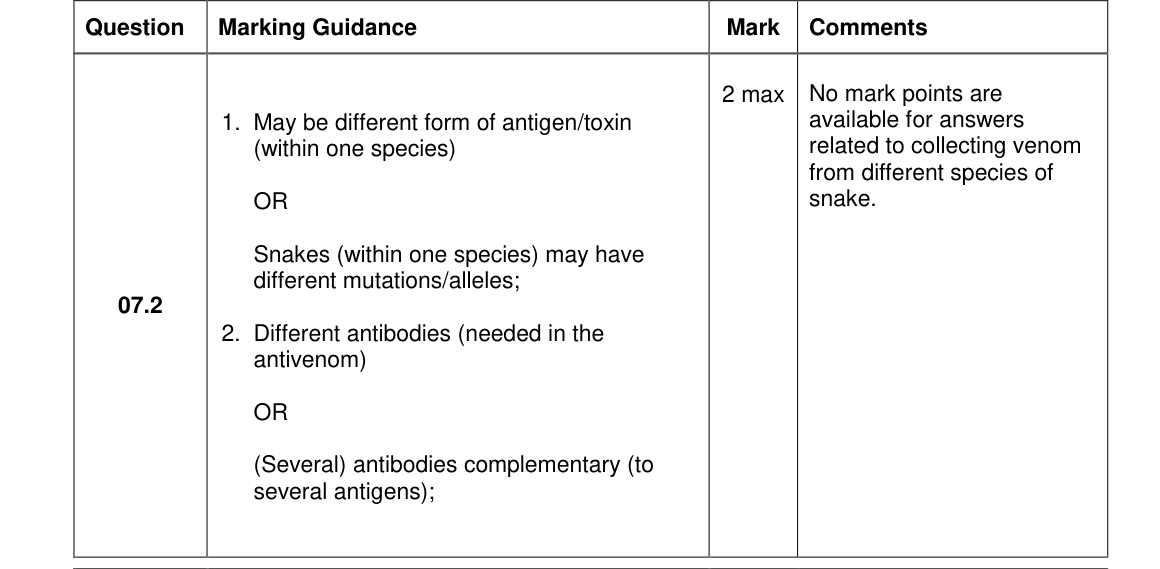 Question Marking Guidance Mark Comments
07.2
1. May be different form of antigen/toxin
(within one species)
OR
Snakes (within one species) may have
different mutations/alleles;
2. Different antibodies (needed in the
antivenom)
OR
(Several) antibodies complementary (to
several antigens);
2 max
No mark points are
available for answers
related to collecting venom
from different species of
snake.